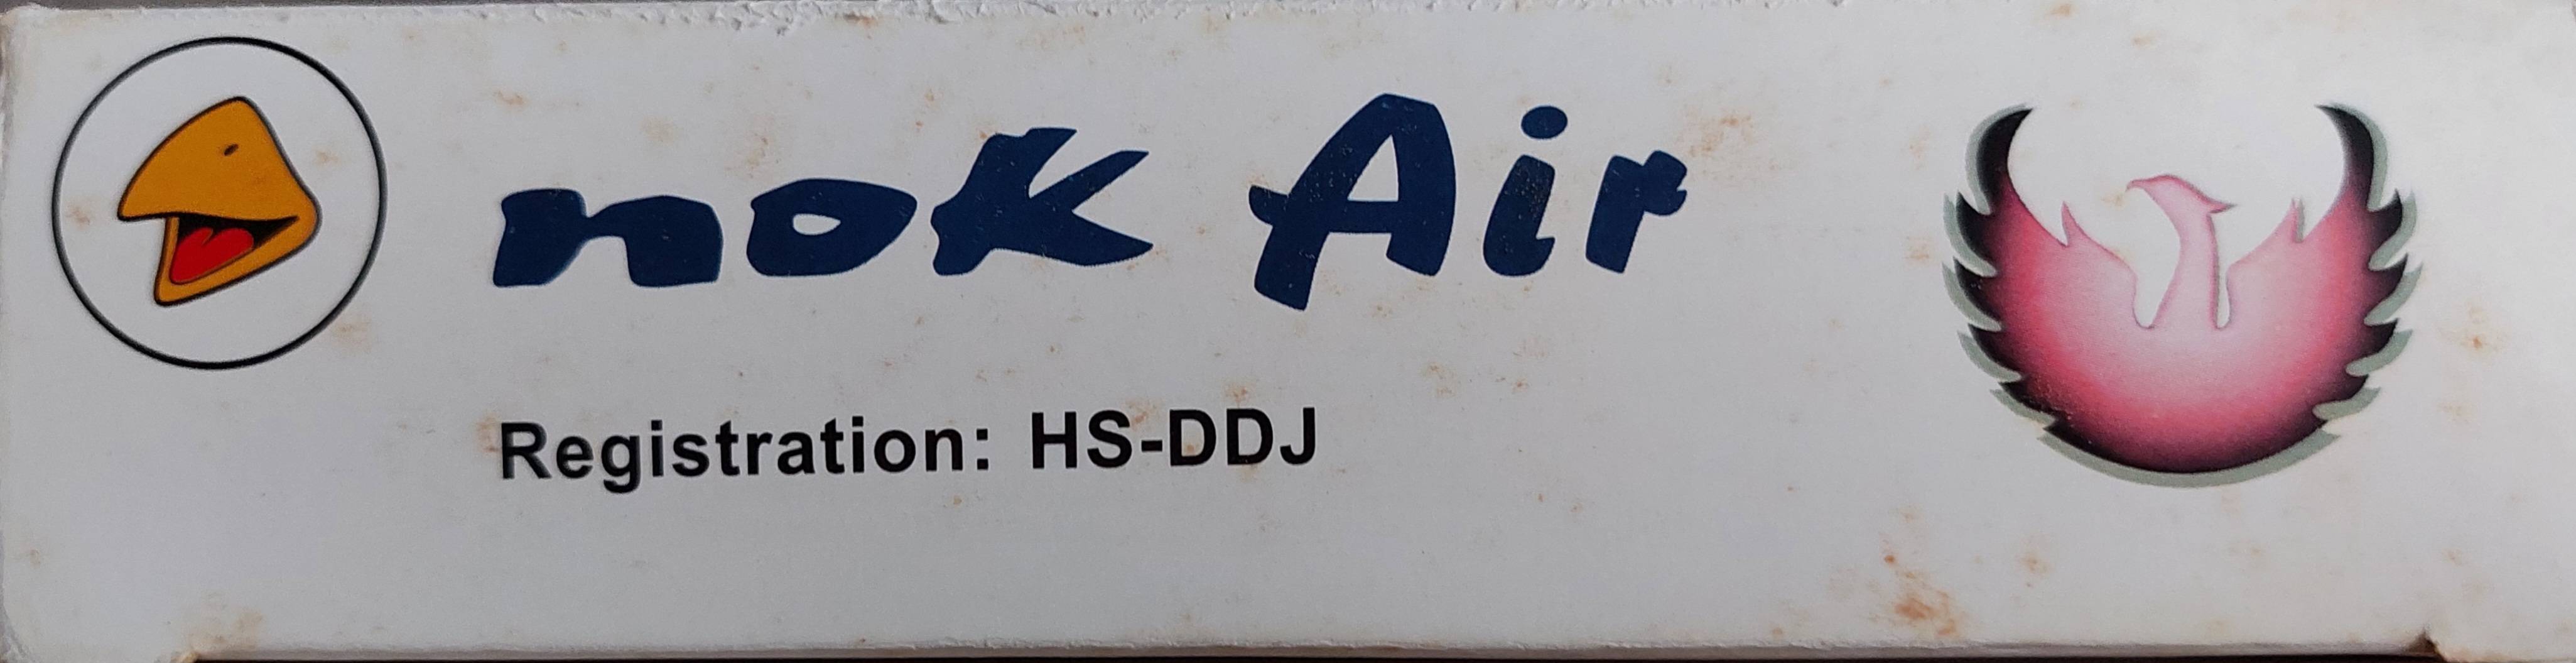 nok Air
Registration: HS-DDJ